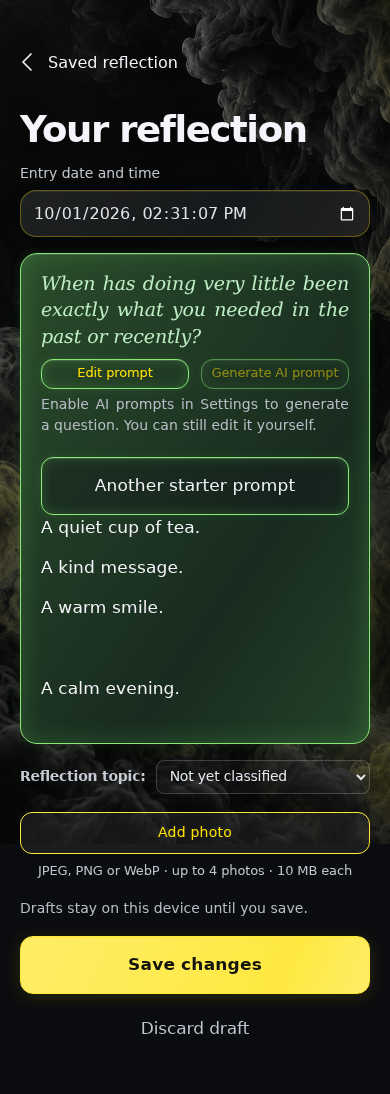 Saved reflection
Your reflection
Entry date and time
10/01/2026, 02:31:07 PM
When has doing very little been
exactly what you needed in the
past or recently?
Edit prompt
Generate AI prompt
Enable AI prompts in Settings to generate
a question. You can still edit it yourself.
Another starter prompt
A quiet cup of tea.
A kind message.
A warm smile.
A calm evening.
Reflection topic:
Not yet classified
Add photo
JPEG, PNG or WebP · up to 4 photos · 10 MB each
Drafts stay on this device until you save.
Save changes
Discard draft